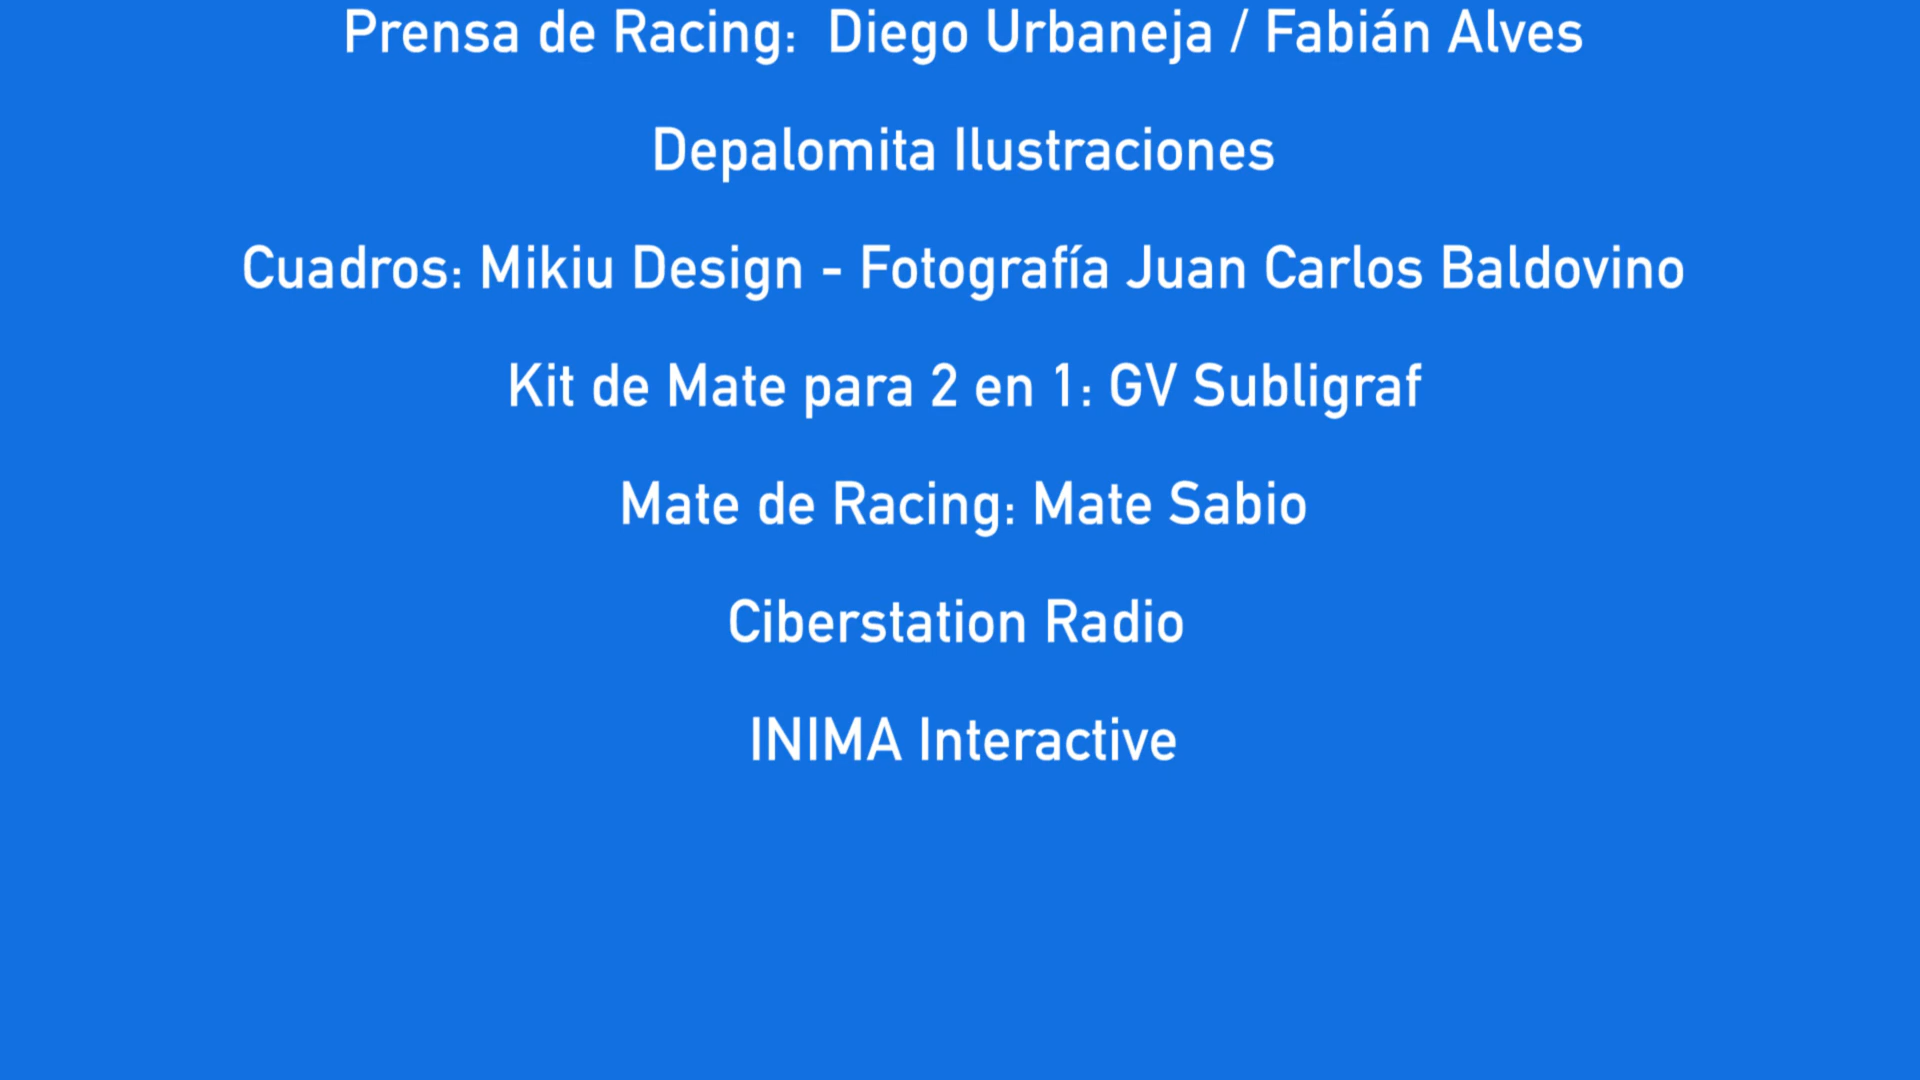 Prensa de Racing:  Diego Urbaneja / Fabián Alves
Depalomita Ilustraciones
Cuadros: Mikiu Design - Fotografía Juan Carlos Baldovino
Kit de Mate para 2 en 1: GV Subligraf
Mate de Racing: Mate Sabio
Ciberstation Radio
INIMA Interactive